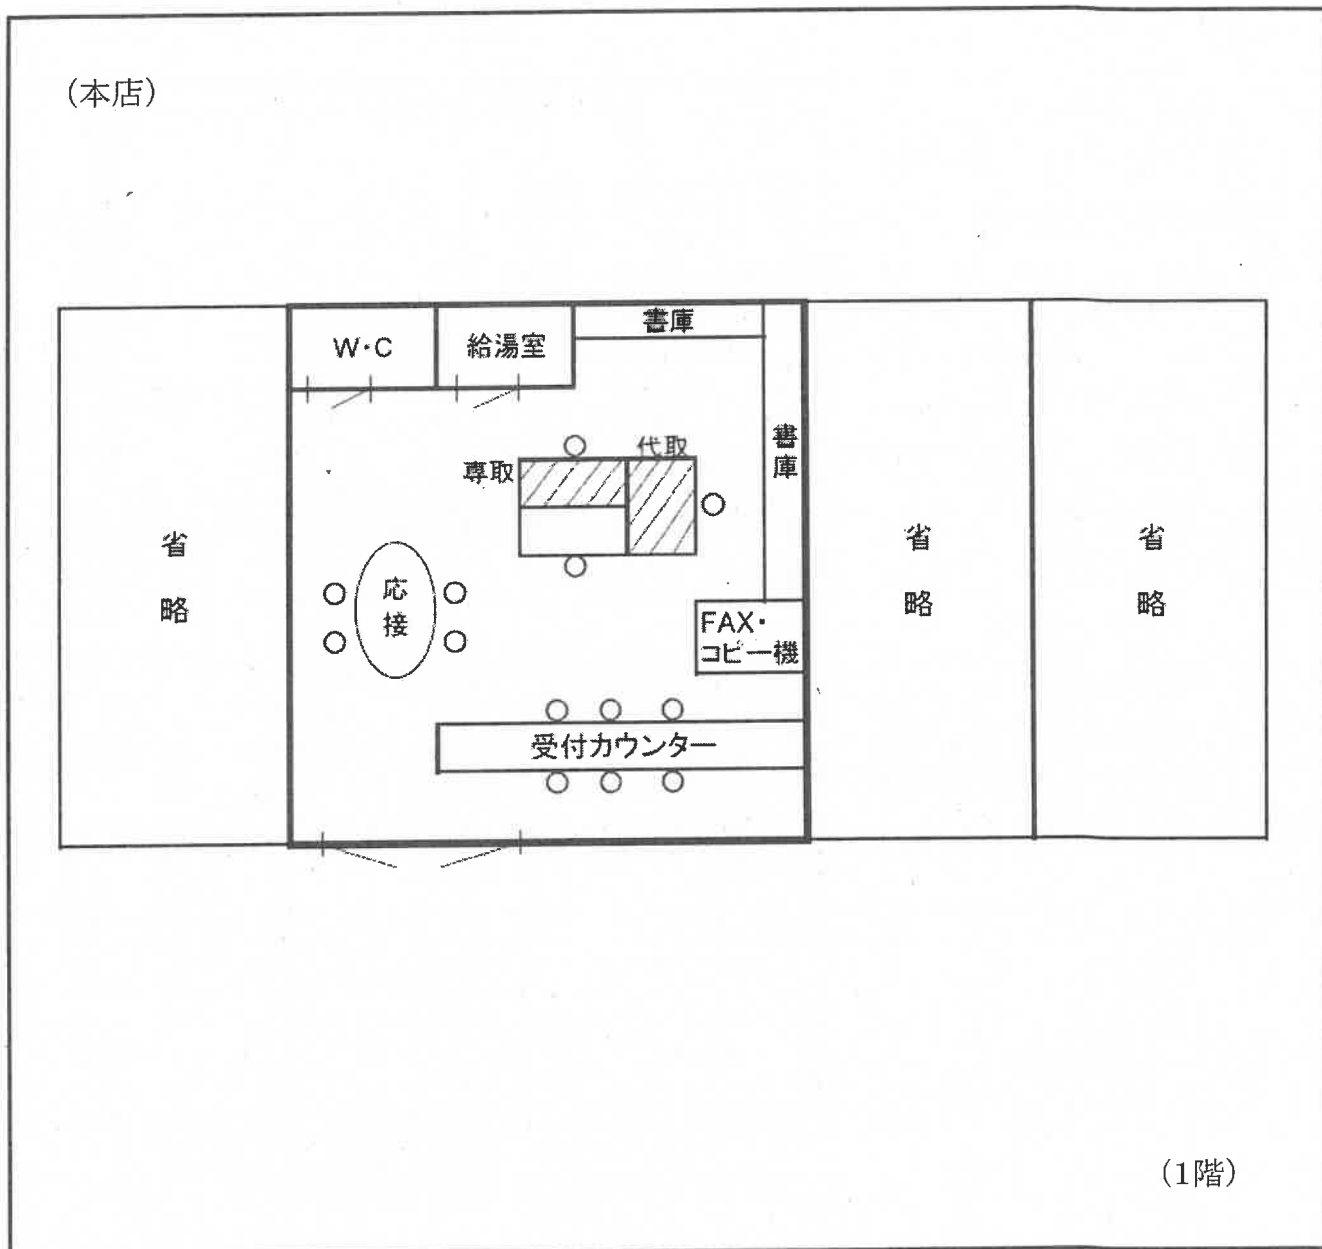 (本店)
W・C
給湯室
書庫
書庫
専取
代取
省略
応接
FAX・
コピー機
受付カウンター
省略
省略
(1階)